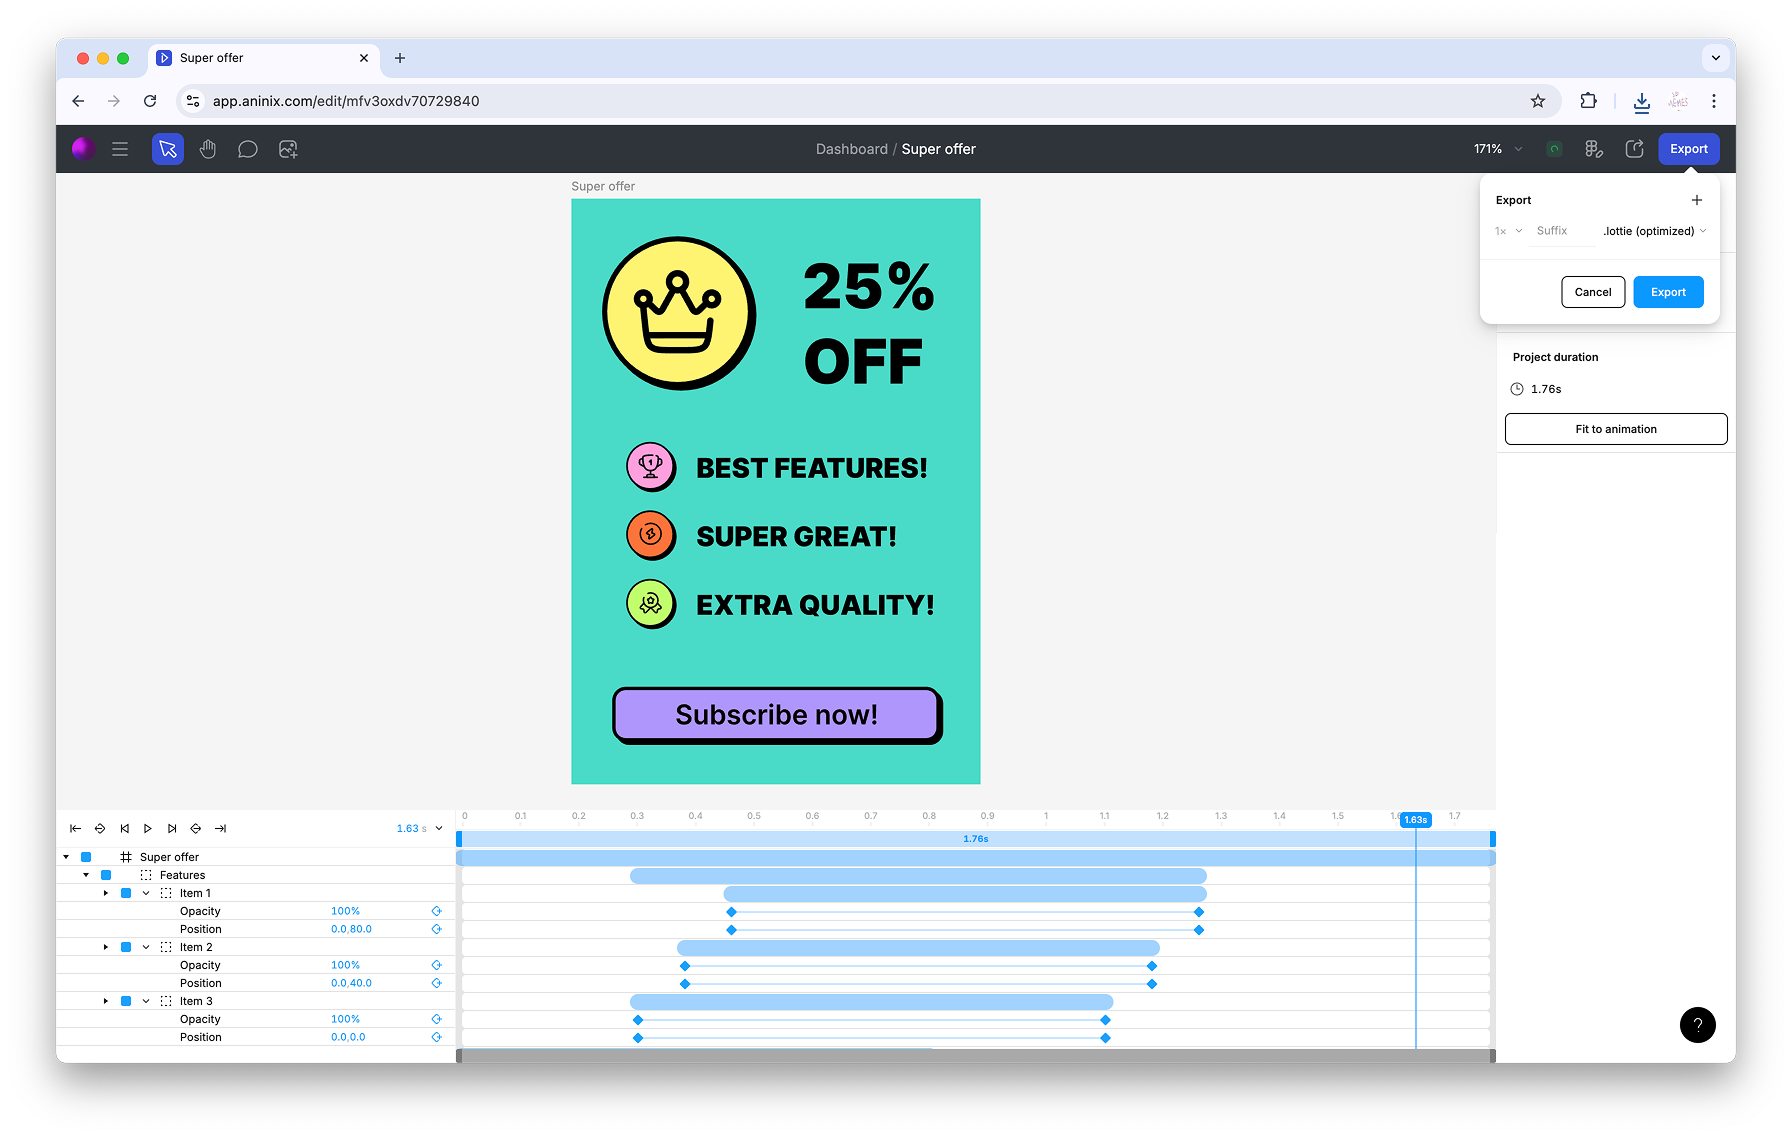 Super offer
app.aninix.com/edit/mfv3oxdv70729840
Dashboard / Super offer
171%
Export
Super offer
25%
OFF
BEST FEATURES!
SUPER GREAT!
EXTRA QUALITY!
Subscribe now!
Export
1× Suffix .lottie (optimized)
Cancel Export
Project duration
1.76s
Fit to animation
1.63 s
0 0.1 0.2 0.3 0.4 0.5 0.6 0.7 0.8 0.9 1 1.1 1.2 1.3 1.4 1.5 1.63s 1.7
1.76s
Super offer
Features
Item 1
Opacity 100%
Position 0.0,80.0
Item 2
Opacity 100%
Position 0.0,40.0
Item 3
Opacity 100%
Position 0.0,0.0
?